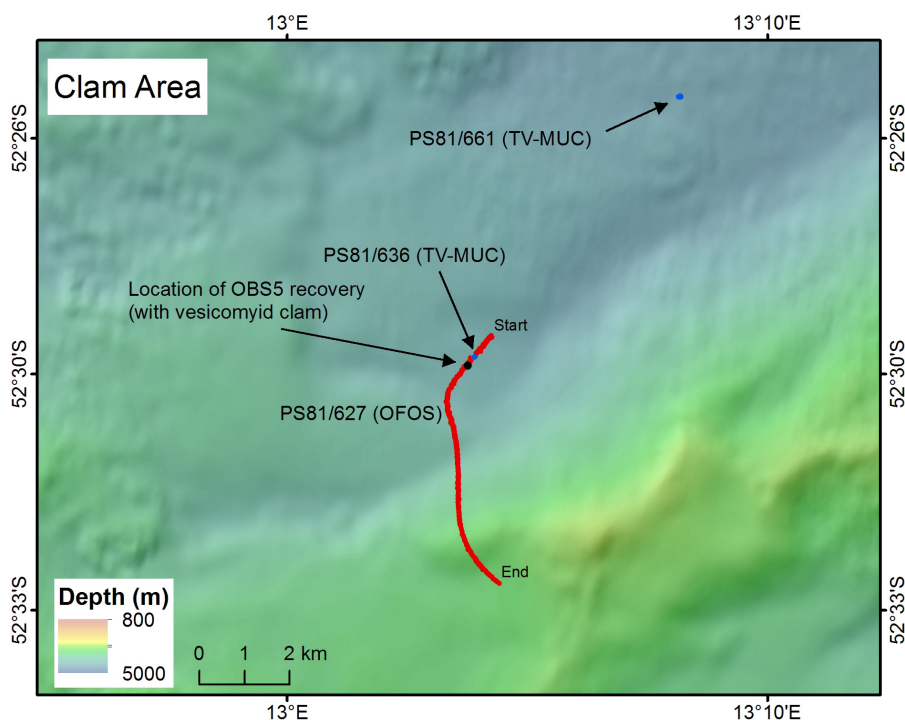 13°E
13°10'E
Clam Area
52°26'S
PS81/661 (TV-MUC)
52°26'S
PS81/636 (TV-MUC)
Location of OBS5 recovery
(with vesicomyid clam)
Start
52°30'S
52°30'S
PS81/627 (OFOS)
End
52°33'S
52°33'S
Depth (m)
800
5000
0 1 2 km
13°E
13°10'E